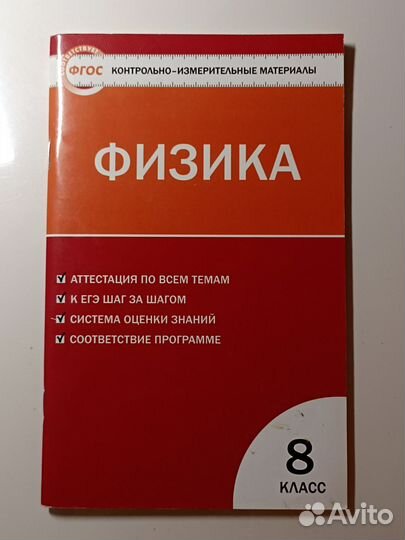 СООТВЕТСТВУЕТ
ФГОС
КОНТРОЛЬНО-ИЗМЕРИТЕЛЬНЫЕ МАТЕРИАЛЫ
ФИЗИКА
АТТЕСТАЦИЯ ПО ВСЕМ ТЕМАМ
К ЕГЭ ШАГ ЗА ШАГОМ
СИСТЕМА ОЦЕНКИ ЗНАНИЙ
СООТВЕТСТВИЕ ПРОГРАММЕ
8
КЛАСС
Avito